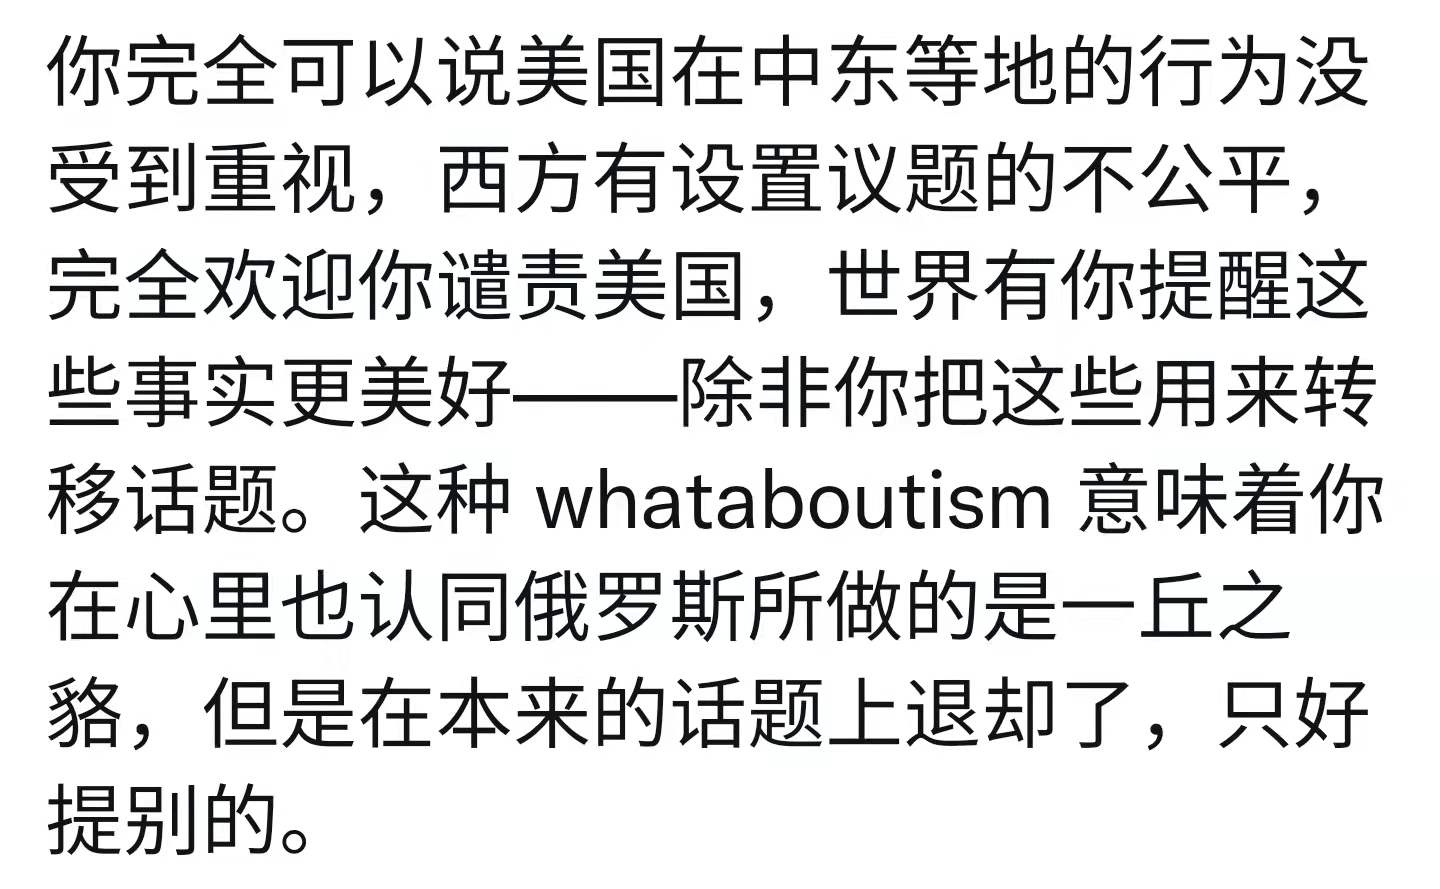 你完全可以说美国在中东等地的行为没
受到重视，西方有设置议题的不公平，
完全欢迎你谴责美国，世界有你提醒这
些事实更美好——除非你把这些用来转
移话题。这种 whataboutism 意味着你
在心里也认同俄罗斯所做的是一丘之
貉，但是在本来的话题上退却了，只好
提别的。